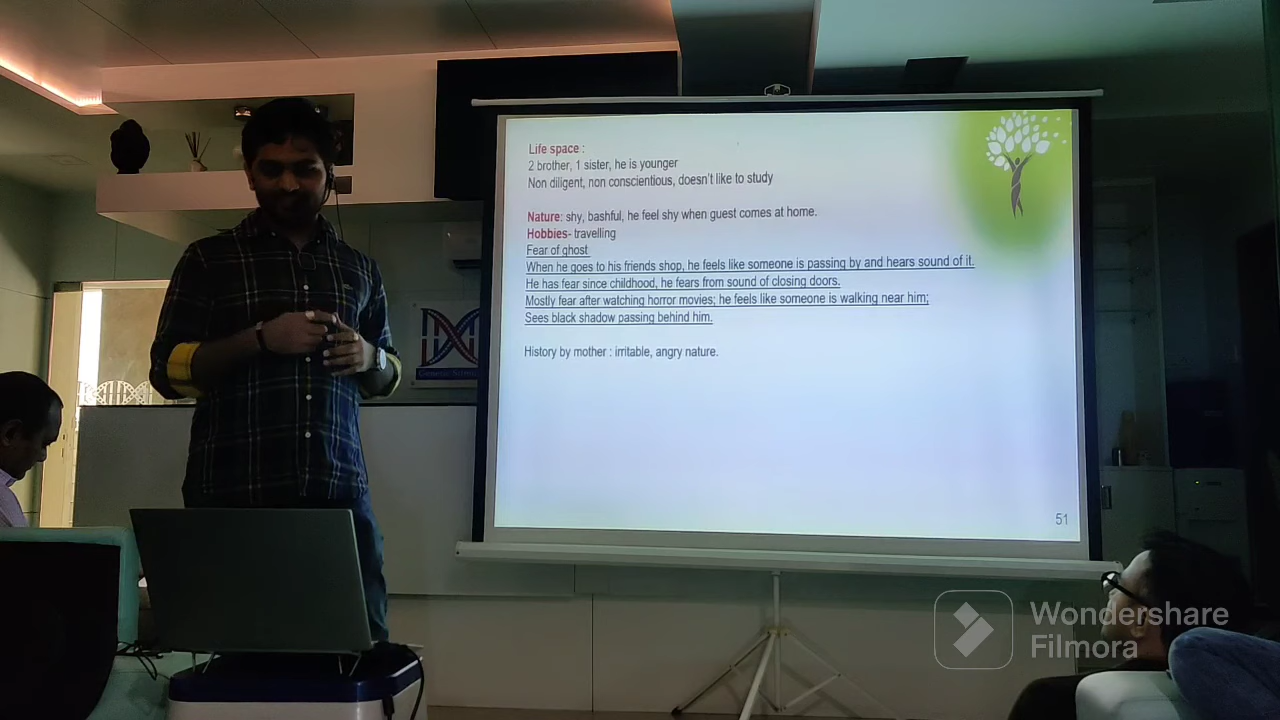 Life space :
2 brother, 1 sister, he is younger
Non diligent, non conscientious, doesn't like to study
Nature: shy, bashful, he feel shy when guest comes at home.
Hobbies- travelling
Fear of ghost
When he goes to his friends shop, he feels like someone is passing by and hears sound of it.
He has fear since childhood, he fears from sound of closing doors.
Mostly fear after watching horror movies; he feels like someone is walking near him;
Sees black shadow passing behind him.
History by mother : irritable, angry nature.
51
Wondershare
Filmora